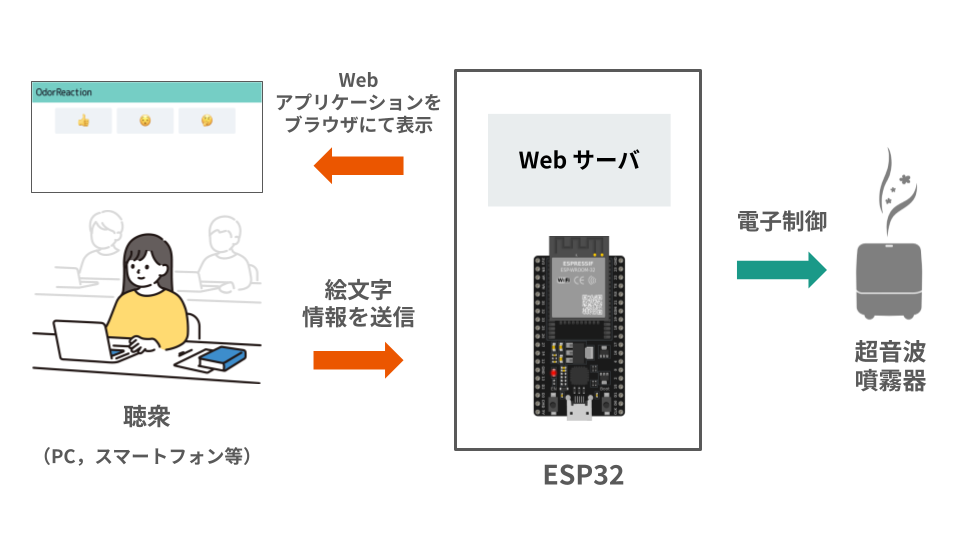 OdorReaction
Web
アプリケーションを
ブラウザにて表示
絵文字
情報を送信
聴衆
（PC，スマートフォン等）
Web サーバ
ESPRESSIF
ESP-WROOM-32
WiFi CE
ESP32
電子制御
超音波
噴霧器